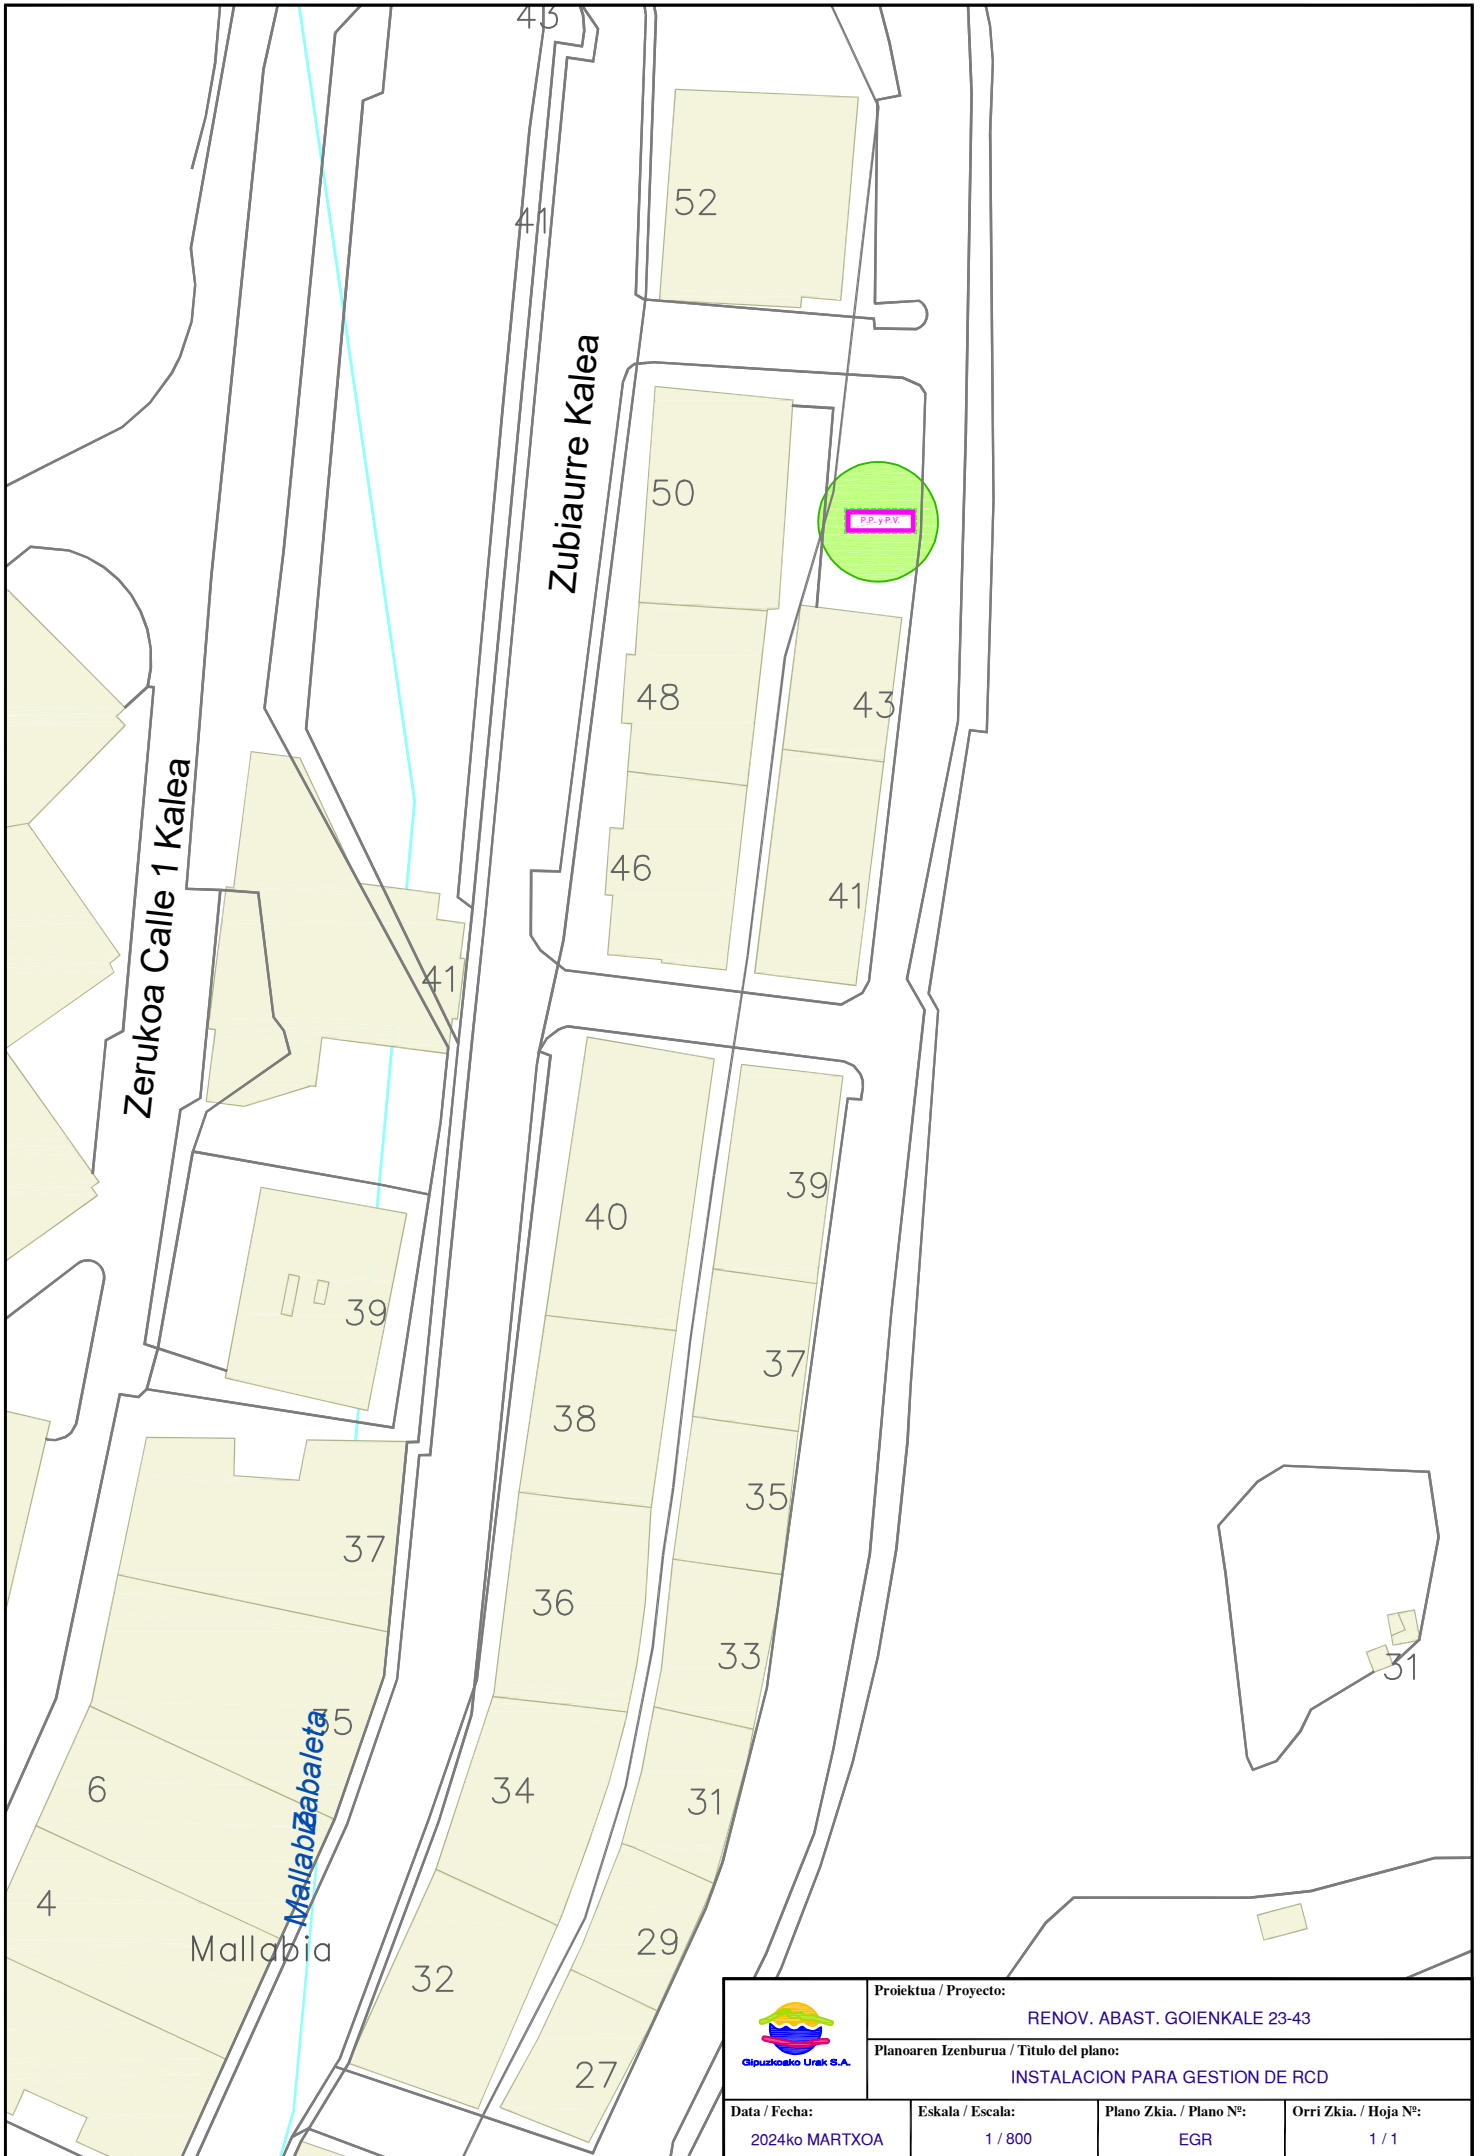 43
52
41
Zubiaurre Kalea
50
P.P. y P.V.
48
43
Zerukoa Calle 1 Kalea
46
41
41
39
40
39
37
38
35
37
36
33
31
35
Zabaleta
6
34
31
Mallabia
4
29
Mallabia
32
27
Gipuzkoako Urak S.A.
Proiektua / Proyecto:
RENOV. ABAST. GOIENKALE 23-43
Planoaren Izenburua / Titulo del plano:
INSTALACION PARA GESTION DE RCD
Data / Fecha:
2024ko MARTXOA
Eskala / Escala:
1 / 800
Plano Zkia. / Plano Nº:
EGR
Orri Zkia. / Hoja Nº:
1 / 1